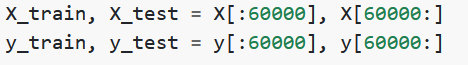 X_train, X_test = X[:60000], X[60000:]
y_train, y_test = y[:60000], y[60000:]